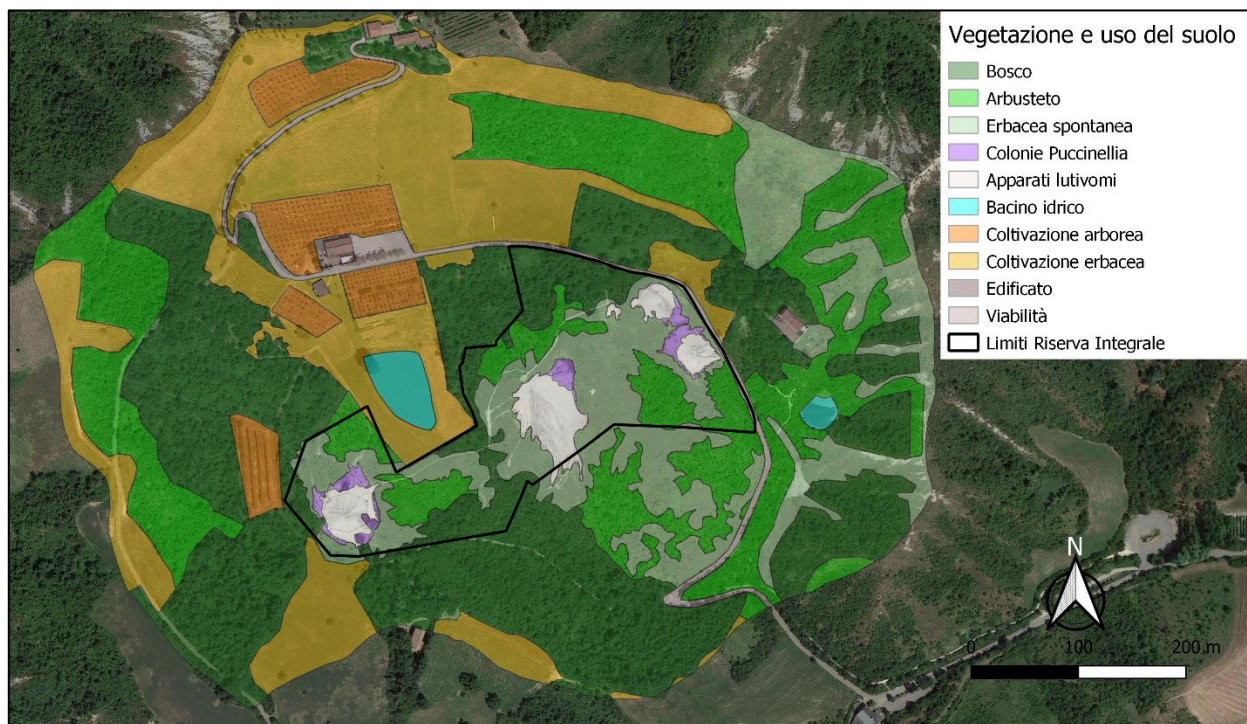 Vegetazione e uso del suolo
Bosco
Arbusteto
Erbacea spontanea
Colonie Puccinellia
Apparati lutivomi
Bacino idrico
Coltivazione arborea
Coltivazione erbacea
Edificato
Viabilità
Limiti Riserva Integrale
N
0 100 200 m